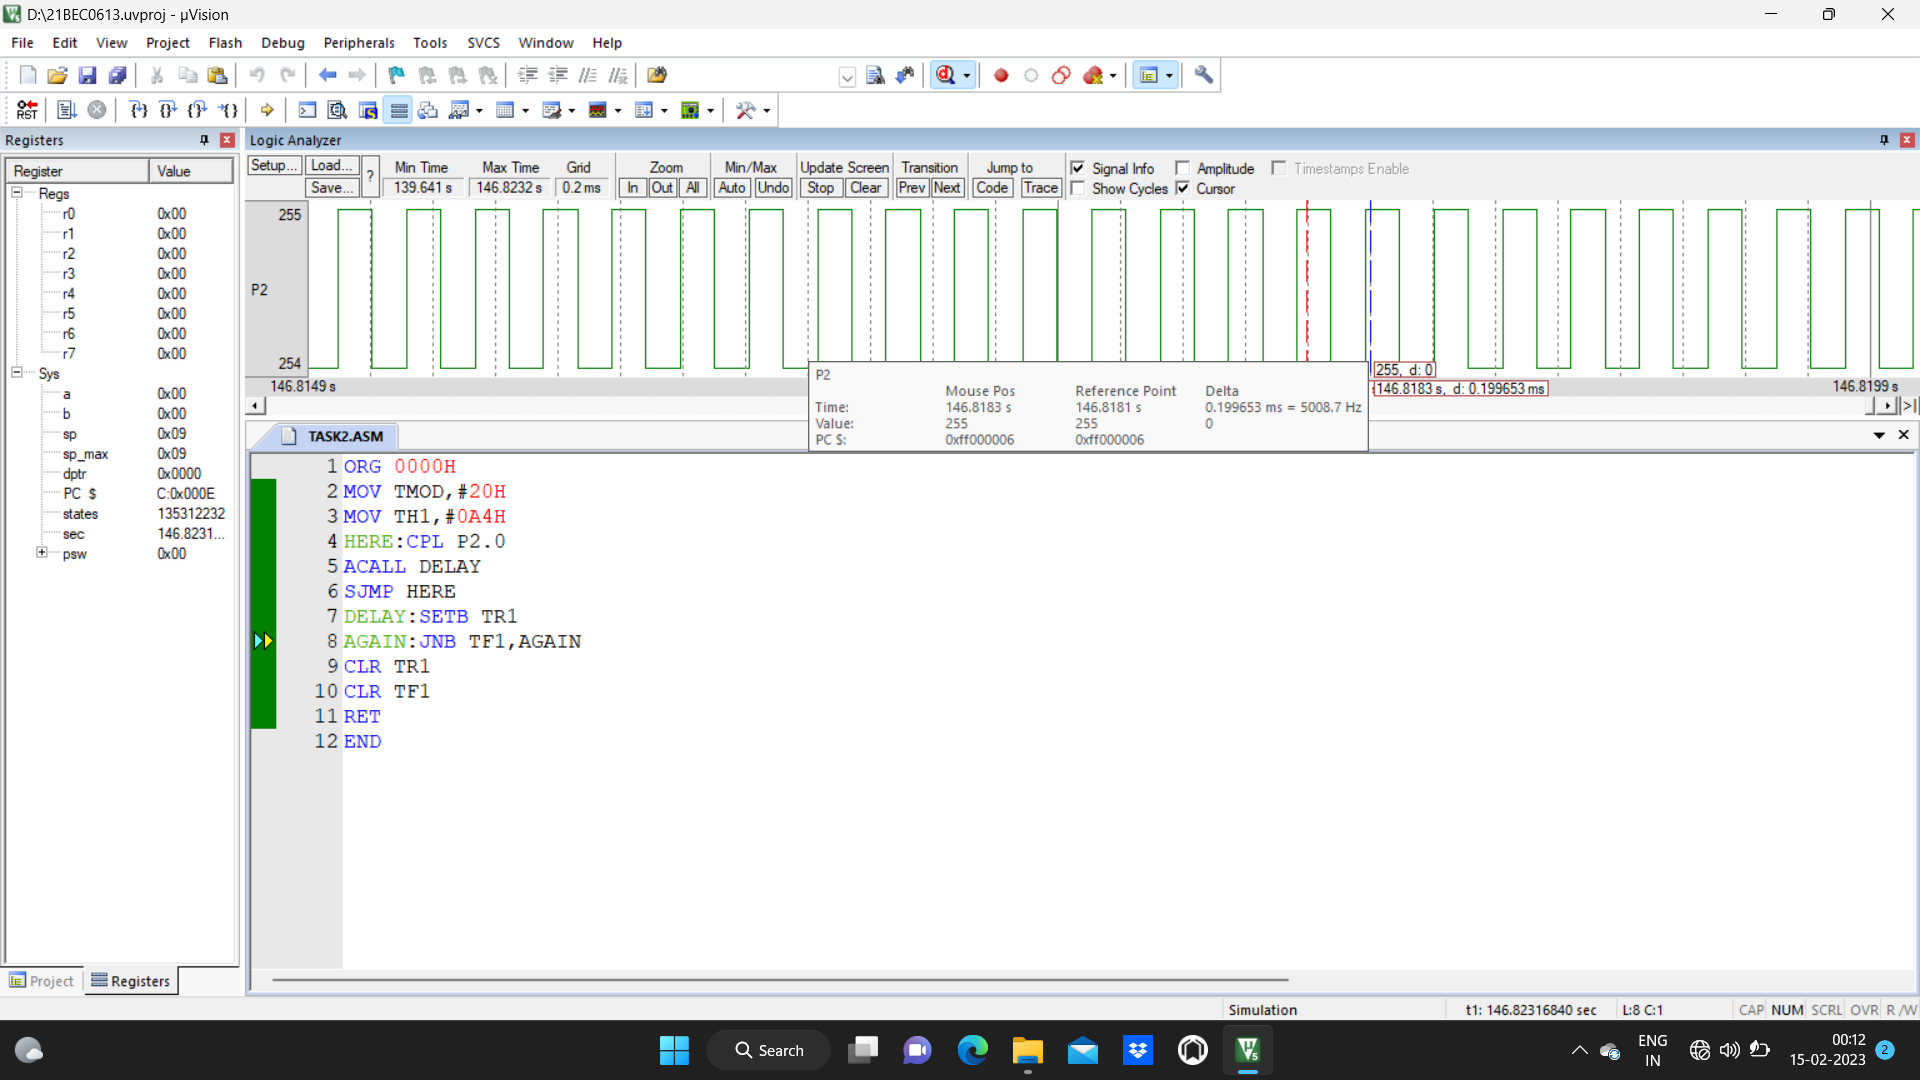 D:\21BEC0613.uvproj - µVision
File Edit View Project Flash Debug Peripherals Tools SVCS Window Help
RST
Registers
Logic Analyzer
Register Value
Setup... Load... Save... ? Min Time Max Time Grid Zoom Min/Max Update Screen Transition Jump to Signal Info Amplitude Timestamps Enable
139.641 s 146.8232 s 0.2 ms In Out All Auto Undo Stop Clear Prev Next Code Trace Show Cycles Cursor
Regs
r0 0x00
r1 0x00
r2 0x00
r3 0x00
r4 0x00
r5 0x00
r6 0x00
r7 0x00
Sys
a 0x00
b 0x00
sp 0x09
sp_max 0x09
dptr 0x0000
PC $ C:0x000E
states 135312232
sec 146.8231...
psw 0x00
255
P2
254
146.8149 s
255, d: 0
146.8183 s, d: 0.199653 ms
146.8199 s
P2
Mouse Pos Reference Point Delta
Time: 146.8183 s 146.8181 s 0.199653 ms = 5008.7 Hz
Value: 255 255 0
PC $: 0xff000006 0xff000006
TASK2.ASM
1 ORG 0000H
2 MOV TMOD,#20H
3 MOV TH1,#0A4H
4 HERE:CPL P2.0
5 ACALL DELAY
6 SJMP HERE
7 DELAY:SETB TR1
8 AGAIN:JNB TF1,AGAIN
9 CLR TR1
10 CLR TF1
11 RET
12 END
Project Registers
Simulation t1: 146.82316840 sec L:8 C:1 CAP NUM SCRL OVR R/W
Search
ENG
IN
00:12
15-02-2023
2